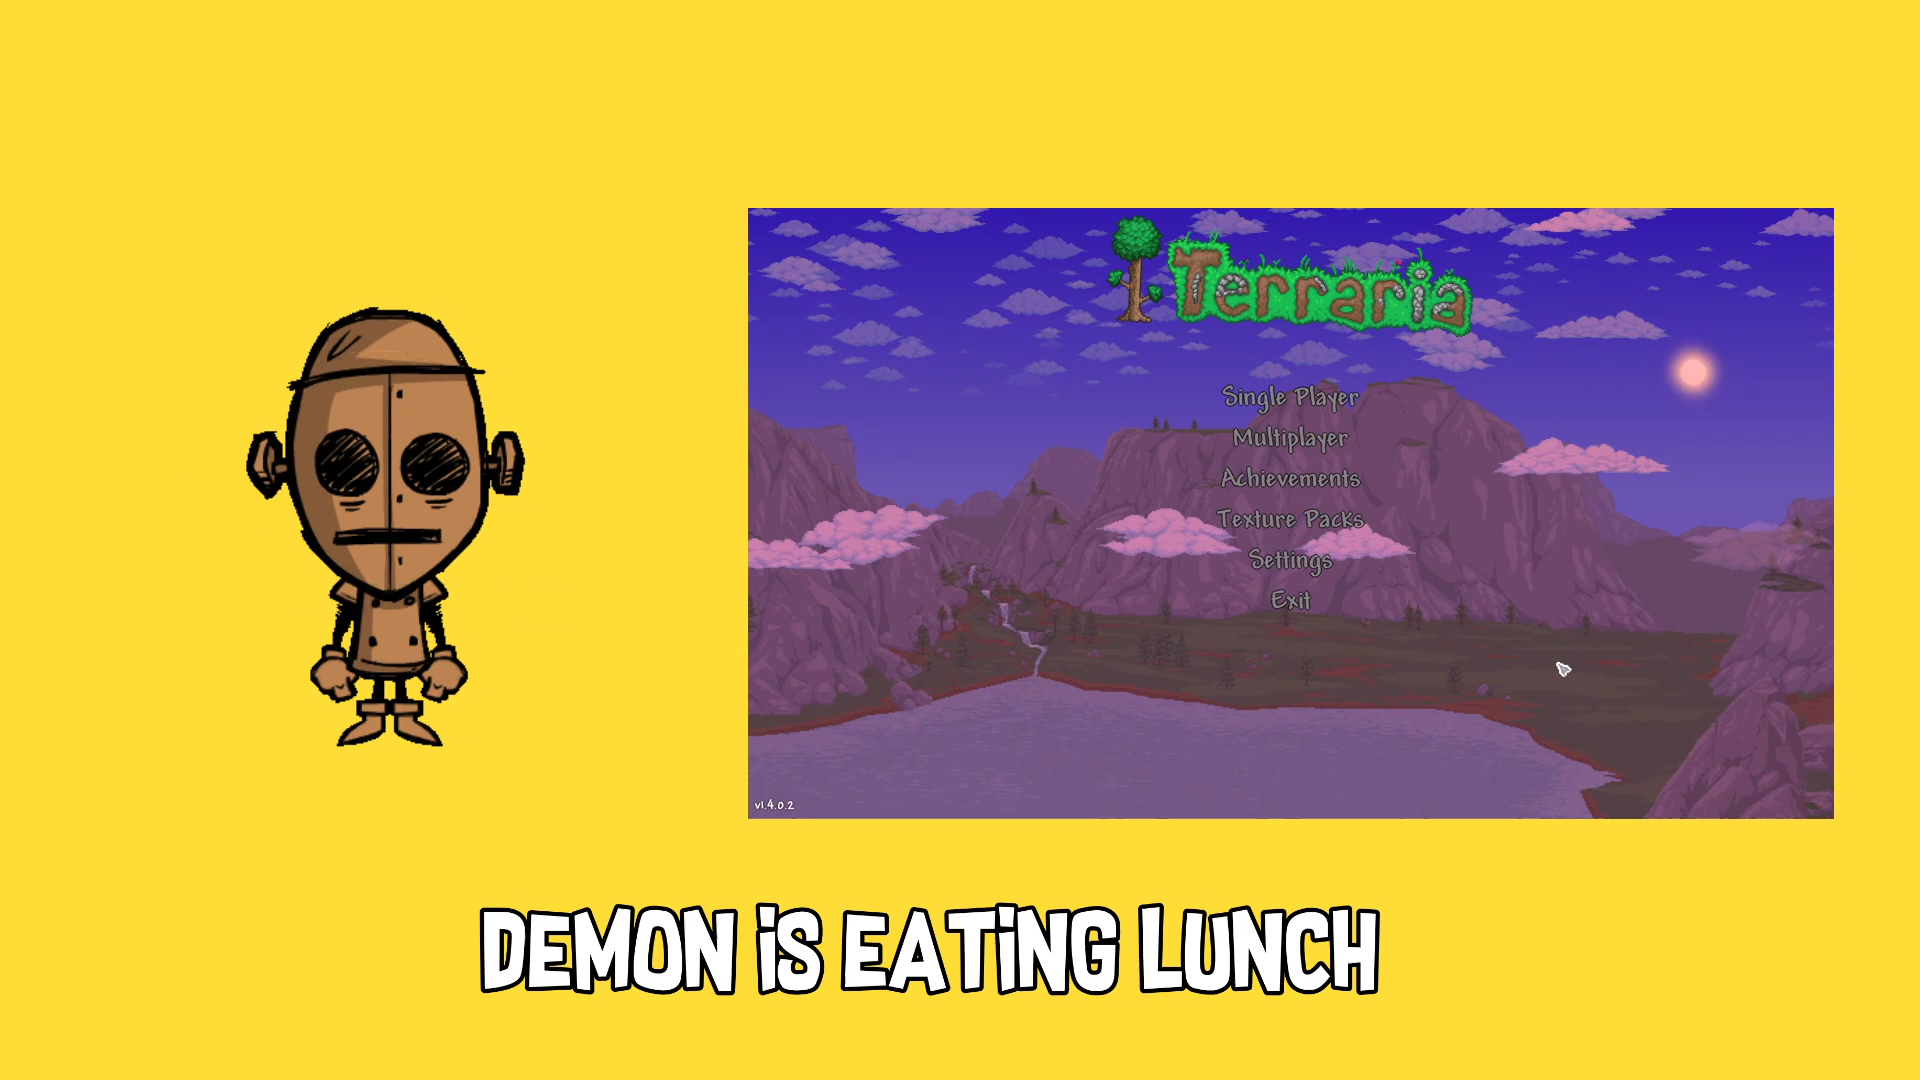 Terraria
Single Player
Multiplayer
Achievements
Texture Packs
Settings
Exit
v1.4.0.2
DEMON iS EATiNG LUNCH